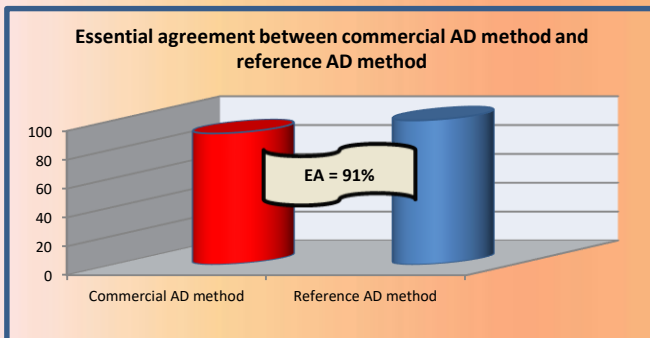 Essential agreement between commercial AD method and
reference AD method
100
80
60
40
20
0
EA = 91%
Commercial AD method
Reference AD method